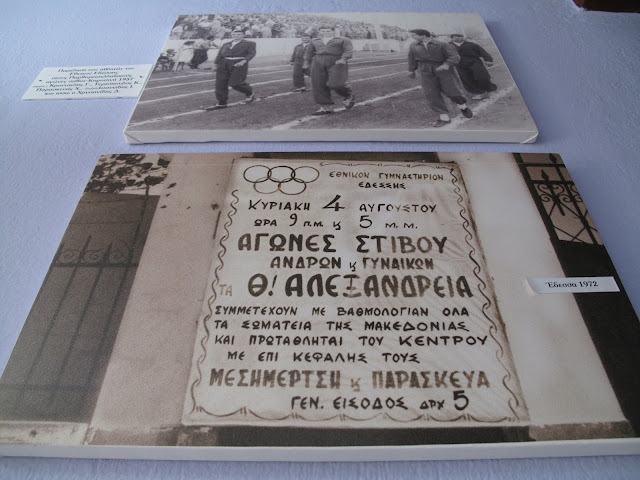 ΕΘΝΙΚΟΝ ΓΥΜΝΑΣΤΗΡΙΟΝ
ΕΔΕΣΣΗΣ
ΚΥΡΙΑΚΗ 4 ΑΥΓΟΥΣΤΟΥ
ΩΡΑ 9 Π.Μ. ϗ 5 Μ.Μ.
ΑΓΩΝΕΣ ΣΤΙΒΟΥ
ΑΝΔΡΩΝ ϗ ΓΥΝΑΙΚΩΝ
ΤΑ Θ! ΑΛΕΞΑΝΔΡΕΙΑ
ΣΥΜΜΕΤΕΧΟΥΝ ΜΕ ΒΑΘΜΟΛΟΓΙΑΝ ΟΛΑ
ΤΑ ΣΩΜΑΤΕΙΑ ΤΗΣ ΜΑΚΕΔΟΝΙΑΣ
ΚΑΙ ΠΡΩΤΑΘΛΗΤΑΙ ΤΟΥ ΚΕΝΤΡΟΥ
ΜΕ ΕΠΙ ΚΕΦΑΛΗΣ ΤΟΥΣ
ΜΕΣΗΜΕΡΤΣΗ ϗ ΠΑΡΑΣΚΕΥΑ
ΓΕΝ. ΕΙΣΟΔΟΣ ΔΡΧ 5
Έδεσσα 1972